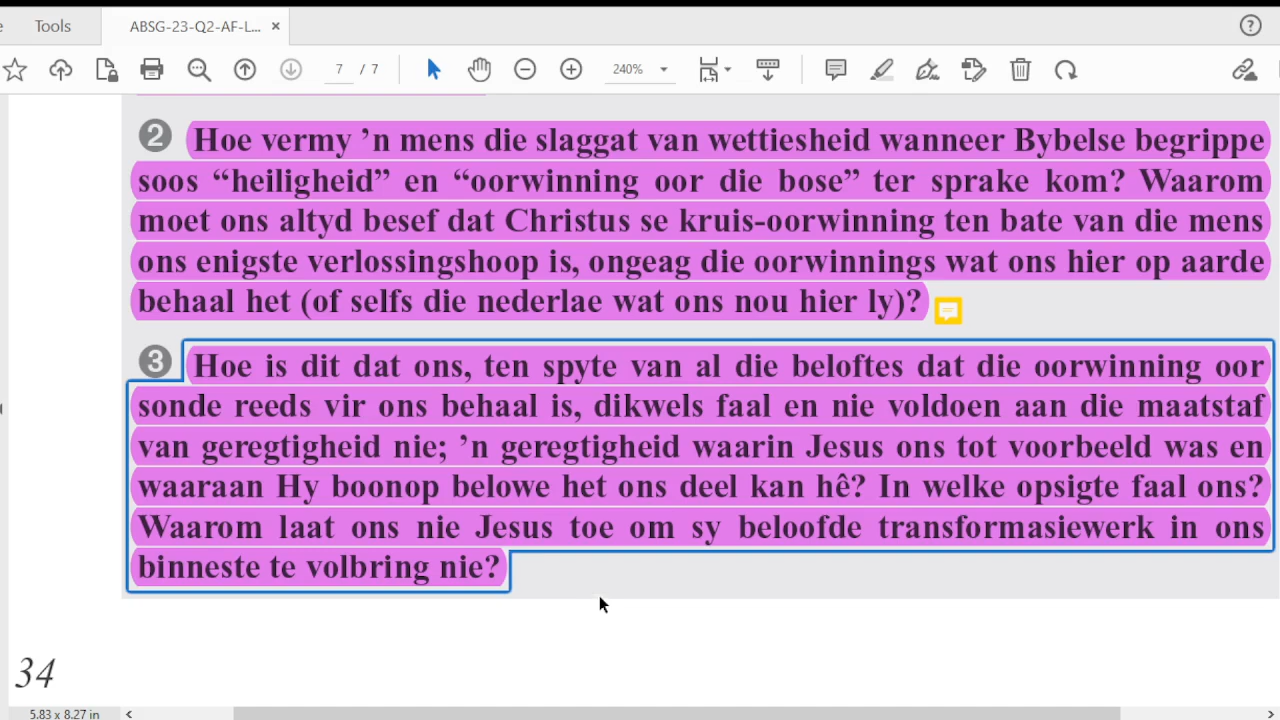 Tools
ABSG-23-Q2-AF-L... ×
7 / 7
240%
2 Hoe vermy ’n mens die slaggat van wettiesheid wanneer Bybelse begrippe
soos “heiligheid” en “oorwinning oor die bose” ter sprake kom? Waarom
moet ons altyd besef dat Christus se kruis-oorwinning ten bate van die mens
ons enigste verlossingshoop is, ongeag die oorwinnings wat ons hier op aarde
behaal het (of selfs die nederlae wat ons nou hier ly)?
3 Hoe is dit dat ons, ten spyte van al die beloftes dat die oorwinning oor
sonde reeds vir ons behaal is, dikwels faal en nie voldoen aan die maatstaf
van geregtigheid nie; ’n geregtigheid waarin Jesus ons tot voorbeeld was en
waaraan Hy boonop belowe het ons deel kan hê? In welke opsigte faal ons?
Waarom laat ons nie Jesus toe om sy beloofde transformasiewerk in ons
binneste te volbring nie?
34
5.83 x 8.27 in